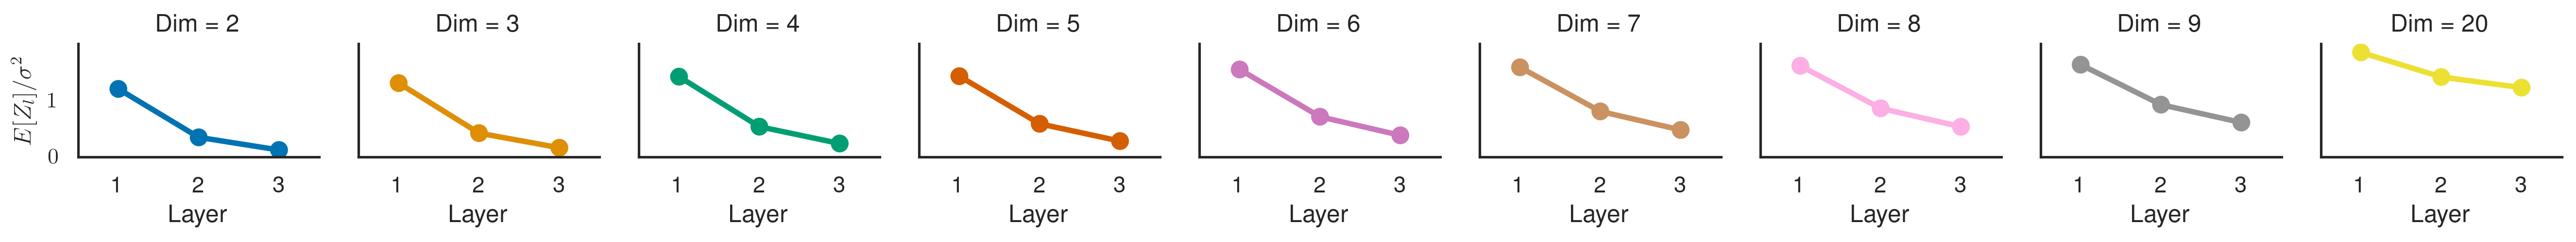 Dim = 2 Dim = 3 Dim = 4 Dim = 5 Dim = 6 Dim = 7 Dim = 8 Dim = 9 Dim = 20
E[Z_l]/σ²
1
0
1 2 3 1 2 3 1 2 3 1 2 3 1 2 3 1 2 3 1 2 3 1 2 3 1 2 3
Layer Layer Layer Layer Layer Layer Layer Layer Layer